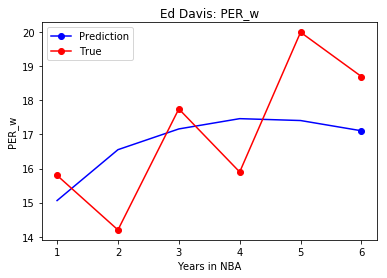 Ed Davis: PER_w
Prediction
True
PER_w
20
19
18
17
16
15
14
1 2 3 4 5 6
Years in NBA